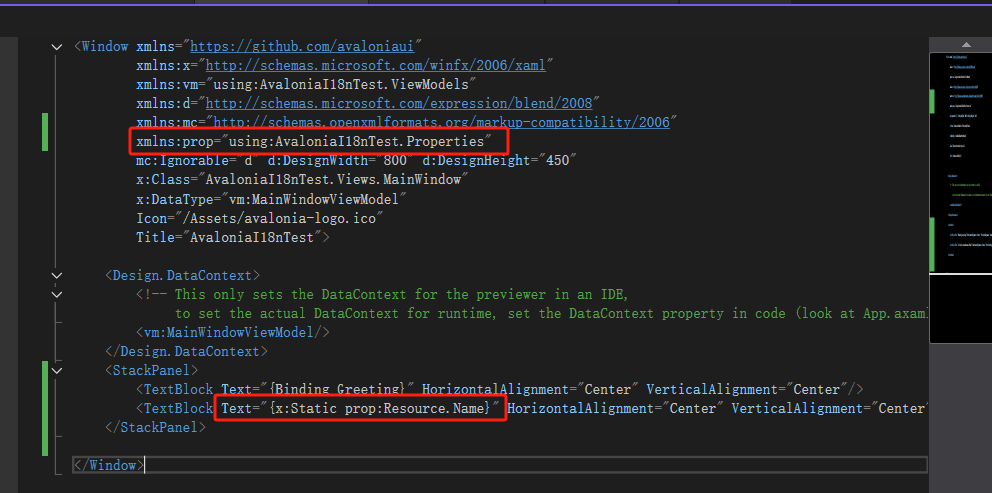 <Window xmlns="https://github.com/avaloniaui"
xmlns:x="http://schemas.microsoft.com/winfx/2006/xaml"
xmlns:vm="using:AvaloniaI18nTest.ViewModels"
xmlns:d="http://schemas.microsoft.com/expression/blend/2008"
xmlns:mc="http://schemas.openxmlformats.org/markup-compatibility/2006"
xmlns:prop="using:AvaloniaI18nTest.Properties"
mc:Ignorable="d" d:DesignWidth="800" d:DesignHeight="450"
x:Class="AvaloniaI18nTest.Views.MainWindow"
x:DataType="vm:MainWindowViewModel"
Icon="/Assets/avalonia-logo.ico"
Title="AvaloniaI18nTest">
<Design.DataContext>
<!-- This only sets the DataContext for the previewer in an IDE,
to set the actual DataContext for runtime, set the DataContext property in code (look at App.axaml
<vm:MainWindowViewModel/>
</Design.DataContext>
<StackPanel>
<TextBlock Text="{Binding Greeting}" HorizontalAlignment="Center" VerticalAlignment="Center"/>
<TextBlock Text="{x:Static prop:Resource.Name}" HorizontalAlignment="Center" VerticalAlignment="Center"
</StackPanel>
</Window>